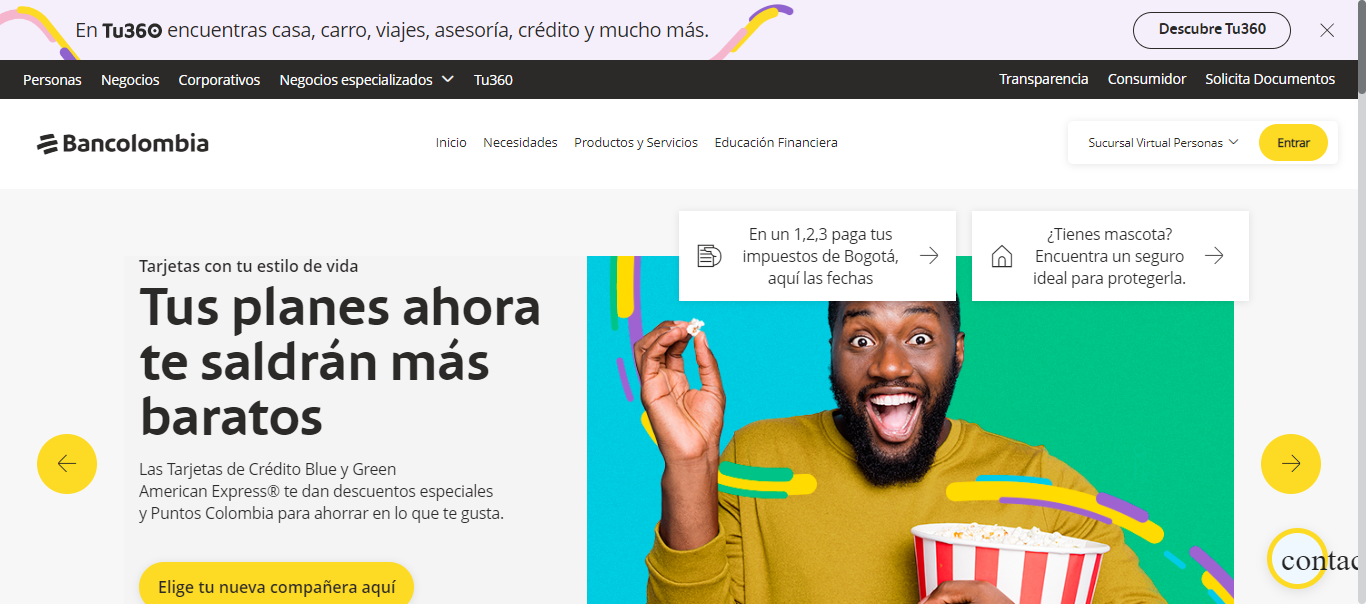 En Tu360 encuentras casa, carro, viajes, asesoría, crédito y mucho más.
Descubre Tu360
Personas Negocios Corporativos Negocios especializados Tu360
Transparencia Consumidor Solicita Documentos
Bancolombia
Inicio Necesidades Productos y Servicios Educación Financiera
Sucursal Virtual Personas
Entrar
En un 1,2,3 paga tus
impuestos de Bogotá,
aquí las fechas
¿Tienes mascota?
Encuentra un seguro
ideal para protegerla.
Tarjetas con tu estilo de vida
Tus planes ahora
te saldrán más
baratos
Las Tarjetas de Crédito Blue y Green
American Express® te dan descuentos especiales
y Puntos Colombia para ahorrar en lo que te gusta.
Elige tu nueva compañera aquí
contac